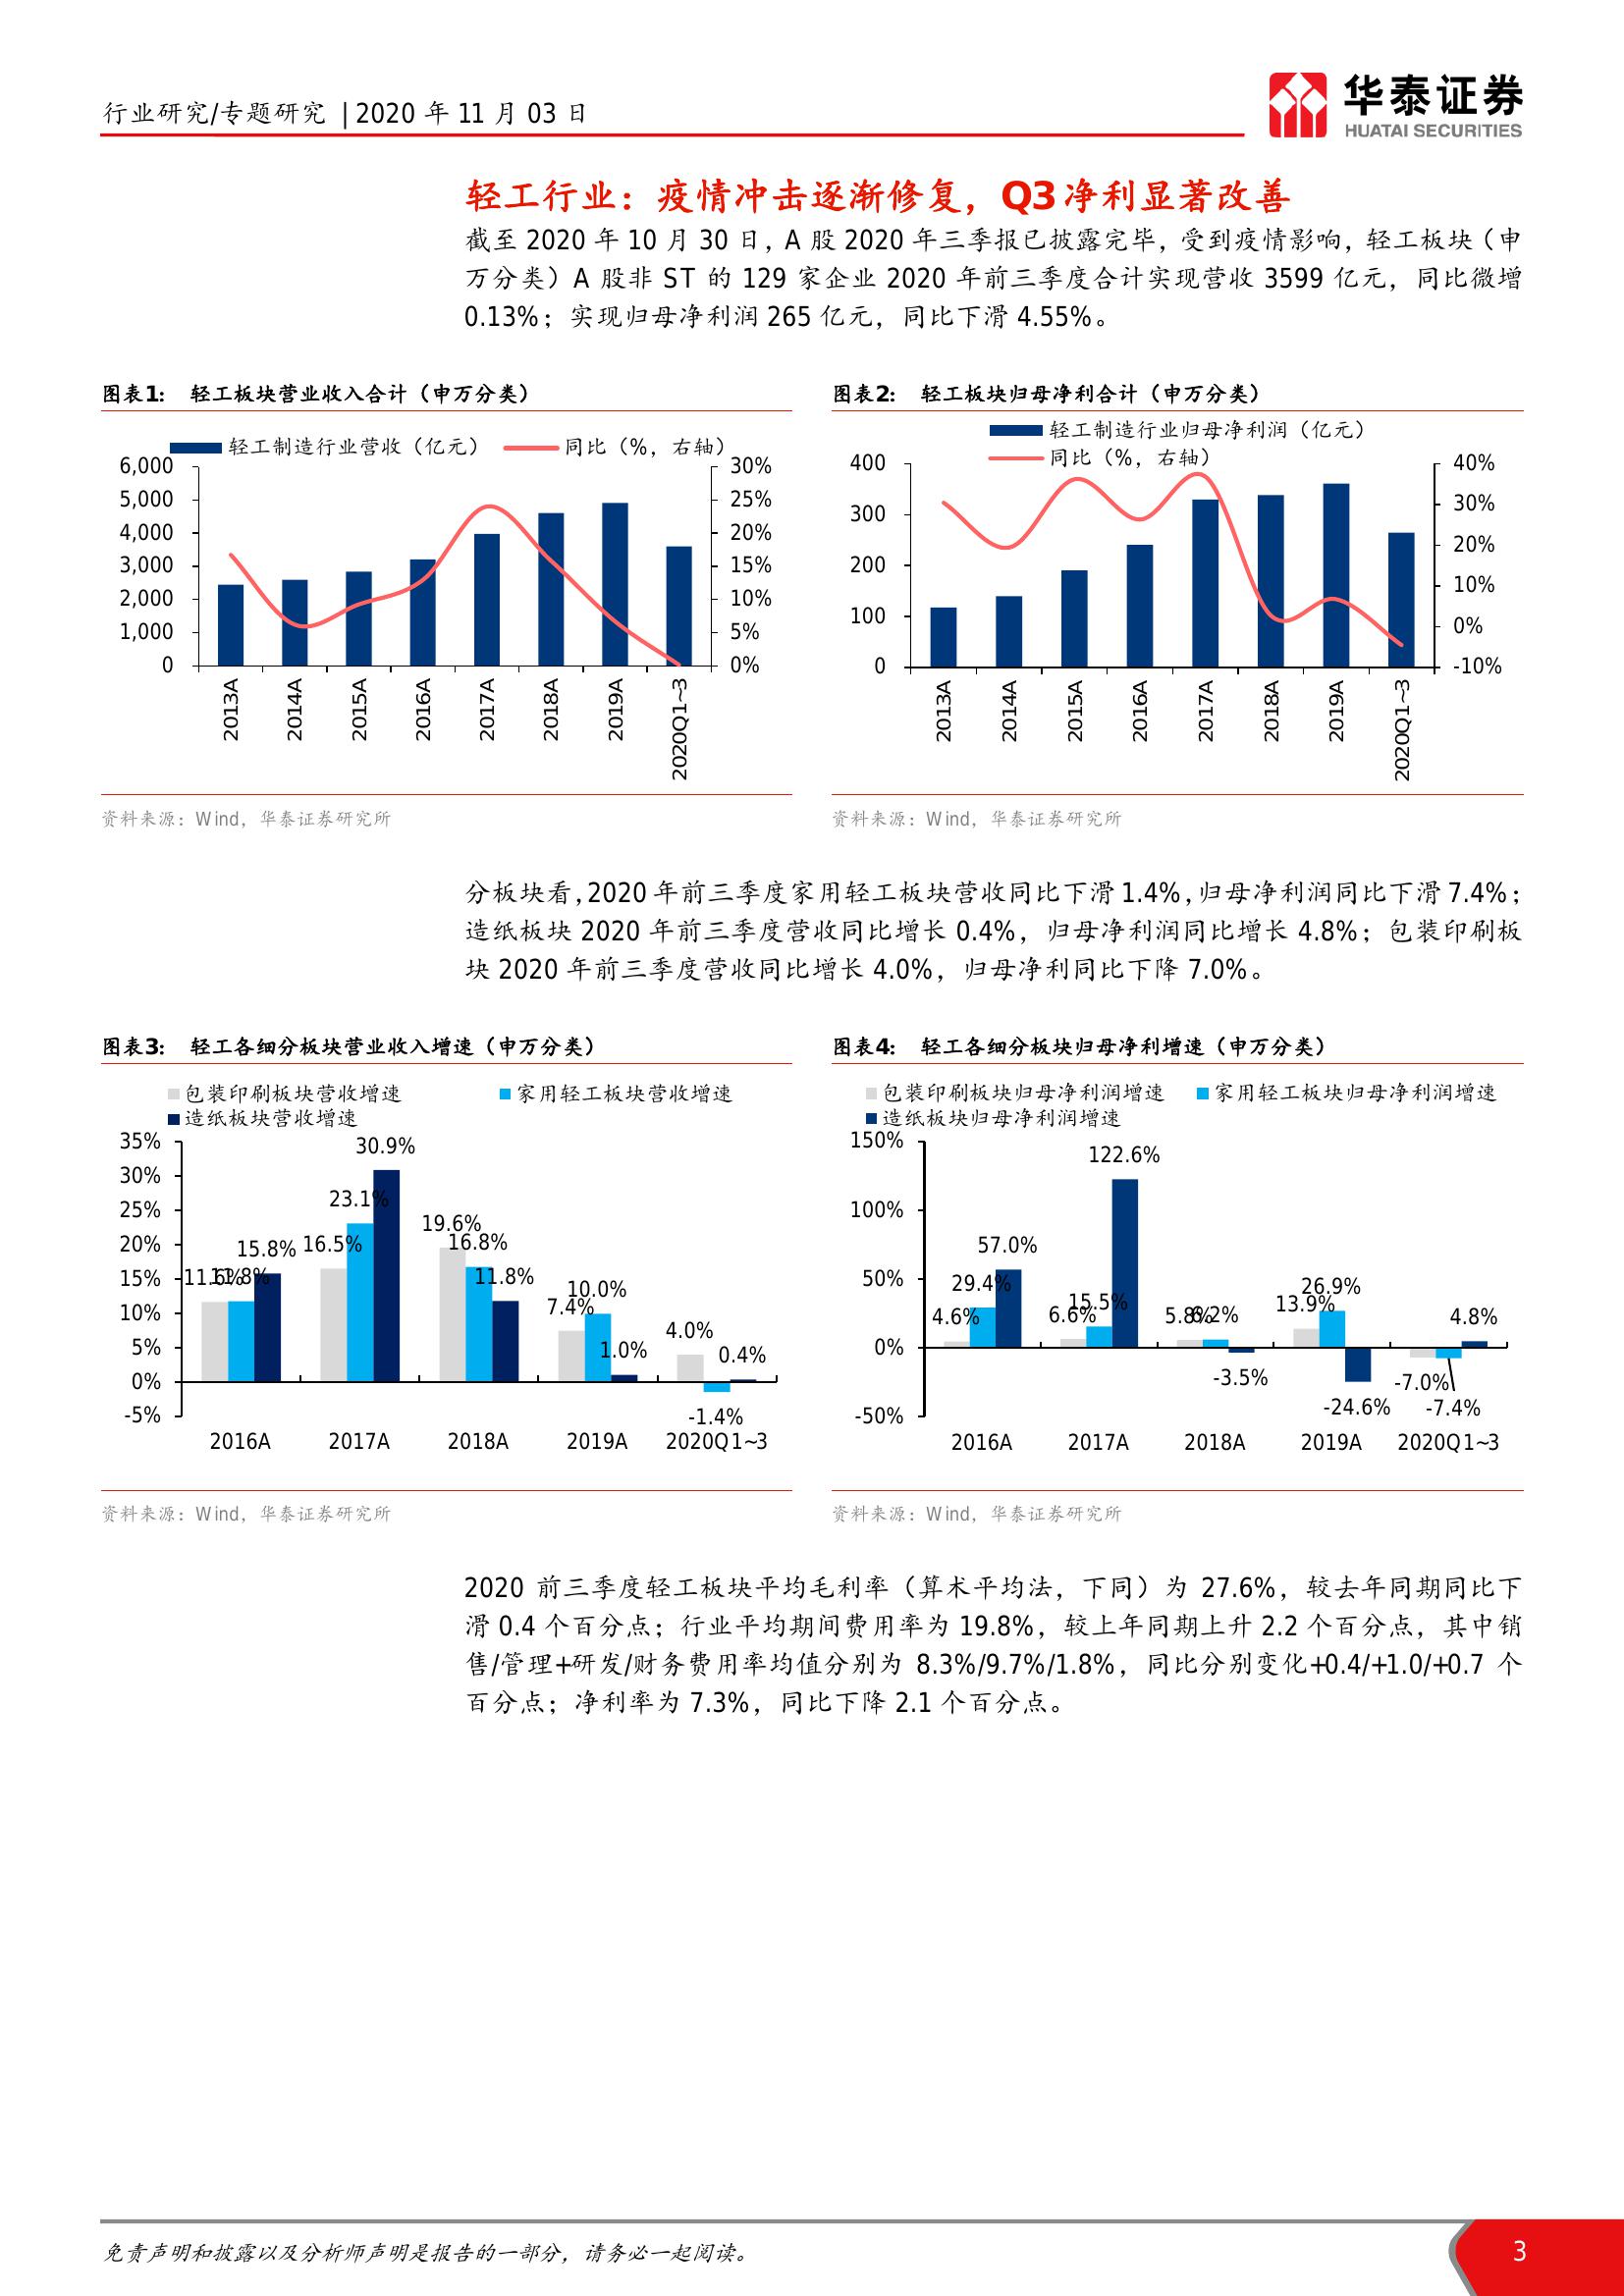 行业研究/专题研究 | 2020 年 11 月 03 日
华泰证券
HUATAI SECURITIES
轻工行业：疫情冲击逐渐修复，Q3 净利显著改善
截至 2020 年 10 月 30 日，A 股 2020 年三季报已披露完毕，受到疫情影响，轻工板块（申
万分类）A 股非 ST 的 129 家企业 2020 年前三季度合计实现营收 3599 亿元，同比微增
0.13%；实现归母净利润 265 亿元，同比下滑 4.55%。
图表1： 轻工板块营业收入合计（申万分类）
轻工制造行业营收（亿元） 同比（%，右轴）
6,000
5,000
4,000
3,000
2,000
1,000
0
30%
25%
20%
15%
10%
5%
0%
2013A 2014A 2015A 2016A 2017A 2018A 2019A 2020Q1~3
资料来源：Wind，华泰证券研究所
图表2： 轻工板块归母净利合计（申万分类）
轻工制造行业归母净利润（亿元）
同比（%，右轴）
400
300
200
100
0
40%
30%
20%
10%
0%
-10%
2013A 2014A 2015A 2016A 2017A 2018A 2019A 2020Q1~3
资料来源：Wind，华泰证券研究所
分板块看，2020 年前三季度家用轻工板块营收同比下滑 1.4%，归母净利润同比下滑 7.4%；
造纸板块 2020 年前三季度营收同比增长 0.4%，归母净利润同比增长 4.8%；包装印刷板
块 2020 年前三季度营收同比增长 4.0%，归母净利同比下降 7.0%。
图表3： 轻工各细分板块营业收入增速（申万分类）
包装印刷板块营收增速 家用轻工板块营收增速
造纸板块营收增速
35%
30%
25%
20%
15%
10%
5%
0%
-5%
11.6% 11.8% 15.8%
16.5% 23.1% 30.9%
19.6% 16.8% 11.8%
7.4% 10.0% 1.0%
4.0% -1.4% 0.4%
2016A 2017A 2018A 2019A 2020Q1~3
资料来源：Wind，华泰证券研究所
图表4： 轻工各细分板块归母净利增速（申万分类）
包装印刷板块归母净利润增速 家用轻工板块归母净利润增速
造纸板块归母净利润增速
150%
100%
50%
0%
-50%
4.6% 29.4% 57.0%
6.6% 15.5% 122.6%
5.8% 6.2% -3.5%
13.9% 26.9% -24.6%
-7.0% -7.4% 4.8%
2016A 2017A 2018A 2019A 2020Q1~3
资料来源：Wind，华泰证券研究所
2020 前三季度轻工板块平均毛利率（算术平均法，下同）为 27.6%，较去年同期同比下
滑 0.4 个百分点；行业平均期间费用率为 19.8%，较上年同期上升 2.2 个百分点，其中销
售/管理+研发/财务费用率均值分别为 8.3%/9.7%/1.8%，同比分别变化+0.4/+1.0/+0.7 个
百分点；净利率为 7.3%，同比下降 2.1 个百分点。
免责声明和披露以及分析师声明是报告的一部分，请务必一起阅读。
3